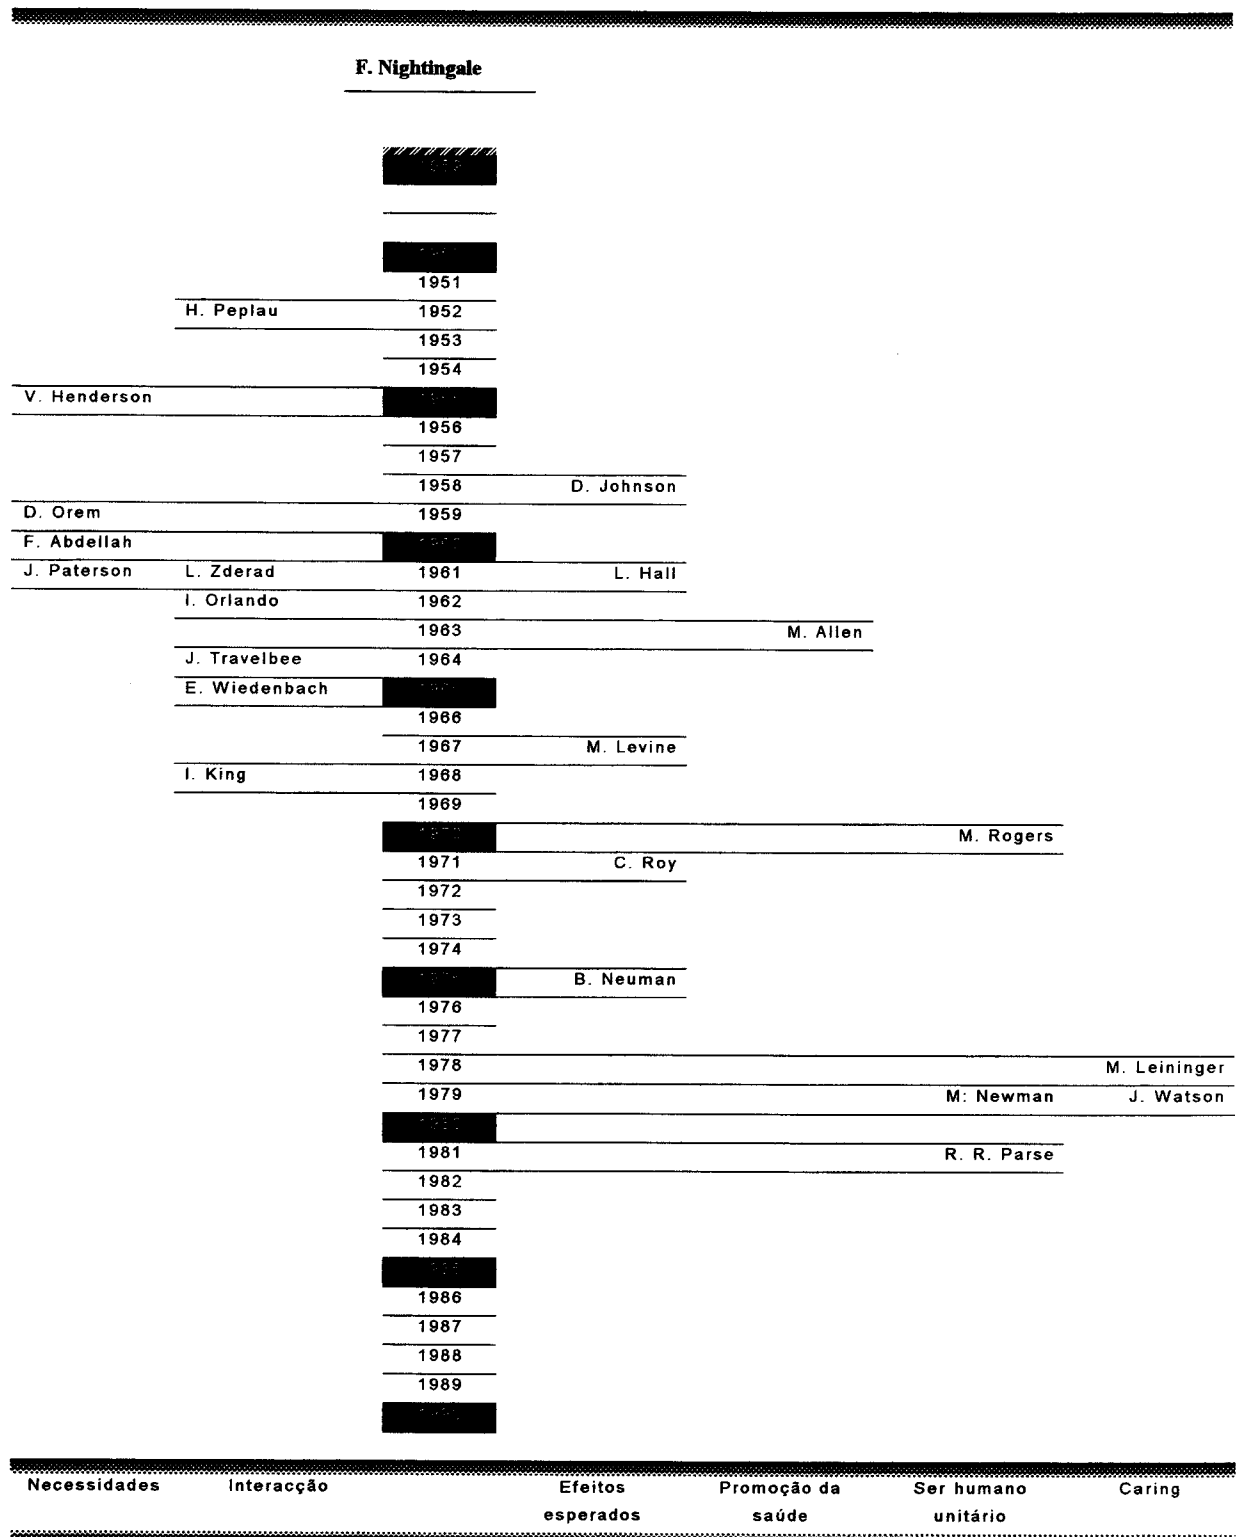 F. Nightingale
1951
H. Peplau 1952
1953
1954
V. Henderson
1956
1957
1958 D. Johnson
D. Orem 1959
F. Abdellah
J. Paterson L. Zderad 1961 L. Hall
I. Orlando 1962
1963 M. Allen
J. Travelbee 1964
E. Wiedenbach
1966
1967 M. Levine
I. King 1968
1969
1970 M. Rogers
1971 C. Roy
1972
1973
1974
B. Neuman
1976
1977
1978 M. Leininger
1979 M: Newman J. Watson
1981 R. R. Parse
1982
1983
1984
1986
1987
1988
1989
Necessidades Interacção Efeitos Promoção da Ser humano Caring
esperados saúde unitário